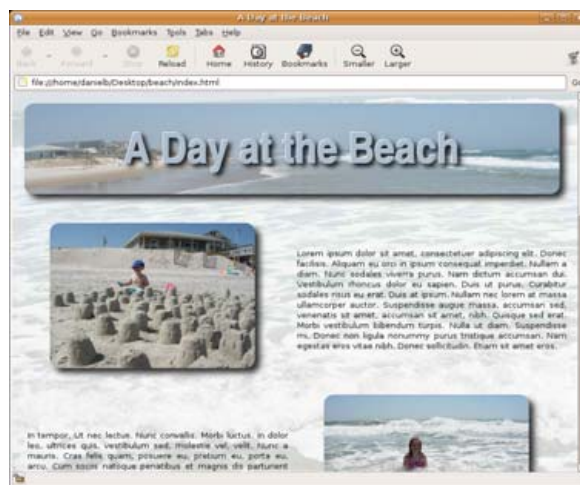 A Day at the Beach
File Edit View Go Bookmarks Tools Tabs Help
Back Forward Stop Reload Home History Bookmarks Smaller Larger
file:///home/danielb/Desktop/beach/index.html Go
A Day at the Beach
Lorem ipsum dolor sit amet, consectetuer adipiscing elit. Donec
facilisis. Aliquam eu orci in ipsum consequat imperdiet. Nullam a
diam. Nunc sodales viverra purus. Nam dictum accumsan dui.
Vestibulum rhoncus dolor eu sapien. Duis ut purus. Curabitur
sodales risus eu erat. Duis at ipsum. Nullam nec lorem at massa
ullamcorper auctor. Suspendisse augue massa, accumsan sed,
venenatis sit amet, accumsan sit amet, nibh. Quisque sed erat.
Morbi vestibulum bibendum turpis. Nulla ut diam. Suspendisse
mi. Donec non ligula nonummy purus tristique accumsan. Nam
egestas eros vitae nibh. Donec sollicitudin. Etiam sit amet eros.
In tempor. Ut nec lectus. Nunc convallis. Morbi luctus. In dolor
leo, ultrices quis, vestibulum sed, molestie vel, velit. Nunc a
mauris. Cras felis quam, posuere eu, pretium eu, porta eu,
arcu. Cum sociis natoque penatibus et magnis dis parturient